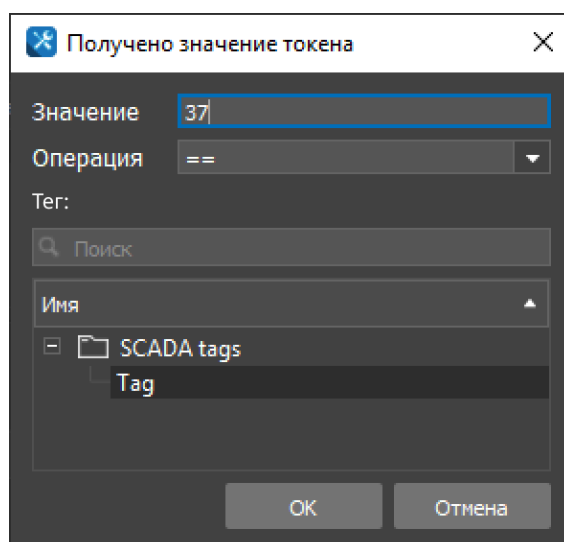 Получено значение токена
Значение 37
Операция ==
Тег:
Поиск
Имя
SCADA tags
Tag
OK Отмена